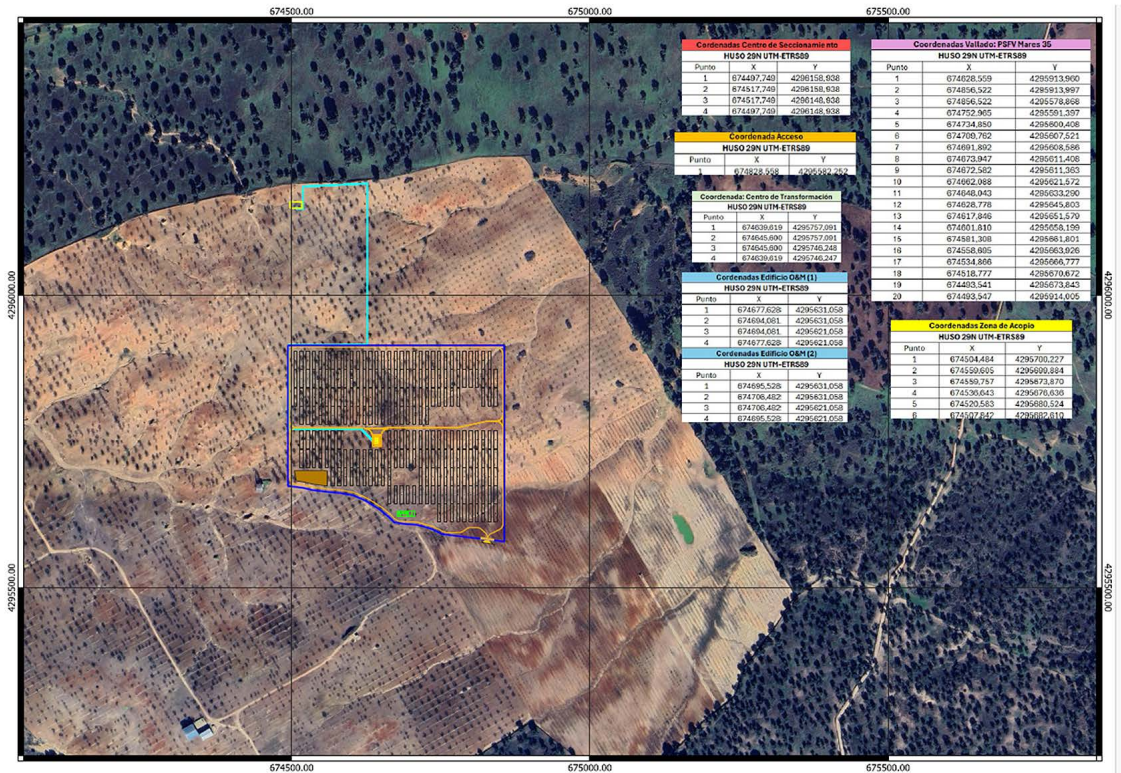 674500.00 675000.00 675500.00
Cordenadas Centro de Seccionamiento
HUSO 29N UTM-ETRS89
Punto X Y
1 674497,749 4296158,938
2 674517,749 4296158,938
3 674517,749 4296148,938
4 674497,749 4296148,938
Coordenada Acceso
HUSO 29N UTM-ETRS89
Punto X Y
1 674828,558 4295582,252
Coordenada: Centro de Transformación
HUSO 29N UTM-ETRS89
Punto X Y
1 674639,619 4295757,091
2 674645,600 4295757,091
3 674645,600 4295746,248
4 674639,619 4295746,247
Cordenadas Edificio O&M (1)
HUSO 29N UTM-ETRS89
Punto X Y
1 674677,628 4295631,058
2 674694,081 4295631,058
3 674694,081 4295621,058
4 674677,628 4295621,058
Cordenadas Edificio O&M (2)
HUSO 29N UTM-ETRS89
Punto X Y
1 674695,528 4295631,058
2 674706,482 4295631,058
3 674706,482 4295621,058
4 674695,528 4295621,058
Coordenadas Vallado: PSFV Mares 35
HUSO 29N UTM-ETRS89
Punto X Y
1 674628,559 4295913,960
2 674856,522 4295913,997
3 674856,522 4295578,868
4 674752,965 4295591,397
5 674734,850 4295600,408
6 674709,762 4295607,521
7 674691,892 4295608,586
8 674673,947 4295611,408
9 674672,582 4295611,363
10 674662,088 4295621,572
11 674648,043 4295633,290
12 674628,778 4295645,803
13 674617,846 4295651,579
14 674601,810 4295658,199
15 674581,308 4295661,801
16 674558,695 4295663,926
17 674534,866 4295666,777
18 674518,777 4295670,672
19 674493,541 4295673,843
20 674493,547 4295914,005
Coordenadas Zona de Acopio
HUSO 29N UTM-ETRS89
Punto X Y
1 674504,484 4295700,227
2 674559,605 4295699,884
3 674559,757 4295673,870
4 674536,643 4295676,636
5 674520,583 4295680,524
6 674507,842 4295682,610
4296000.00 4296000.00
4295500.00 4295500.00
674500.00 675000.00 675500.00